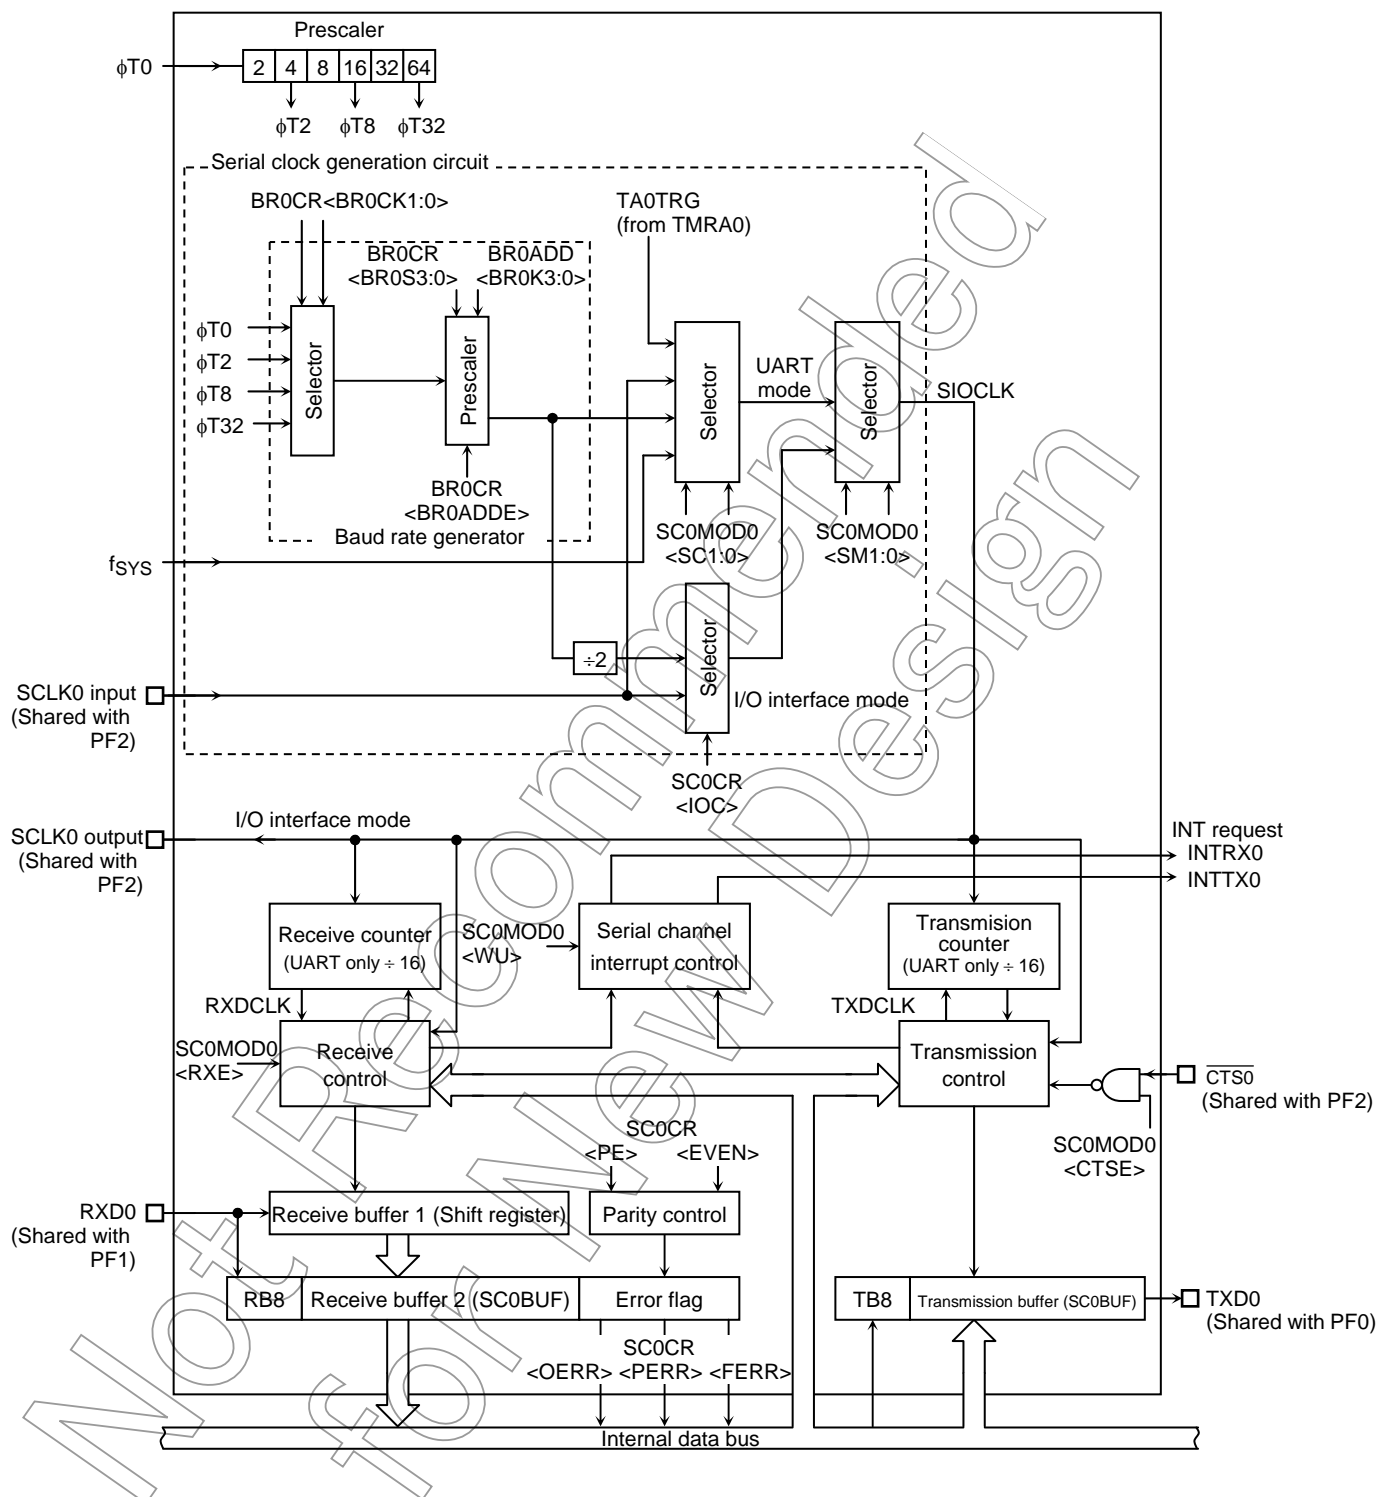 Prescaler
ϕT0
2 4 8 16 32 64
ϕT2 ϕT8 ϕT32
Serial clock generation circuit
BR0CR<BR0CK1:0>
TA0TRG
(from TMRA0)
BR0CR
<BR0S3:0>
BR0ADD
<BR0K3:0>
ϕT0
ϕT2
ϕT8
ϕT32
Selector
Prescaler
Selector
UART
mode
Selector
SIOCLK
BR0CR
<BR0ADDE>
Baud rate generator
SC0MOD0
<SC1:0>
SC0MOD0
<SM1:0>
fSYS
÷2
Selector
I/O interface mode
SCLK0 input
(Shared with
PF2)
SC0CR
<IOC>
SCLK0 output
(Shared with
PF2)
I/O interface mode
INT request
INTRX0
INTTX0
Receive counter
(UART only ÷ 16)
SC0MOD0
<WU>
Serial channel
interrupt control
Transmision
counter
(UART only ÷ 16)
RXDCLK
TXDCLK
SC0MOD0
<RXE>
Receive
control
Transmission
control
CTS0
(Shared with PF2)
SC0MOD0
<CTSE>
SC0CR
<PE> <EVEN>
RXD0
(Shared with
PF1)
Receive buffer 1 (Shift register)
Parity control
RB8
Receive buffer 2 (SC0BUF)
Error flag
TB8
Transmission buffer (SC0BUF)
TXD0
(Shared with PF0)
SC0CR
<OERR> <PERR> <FERR>
Internal data bus
Not Recommended
for New Design